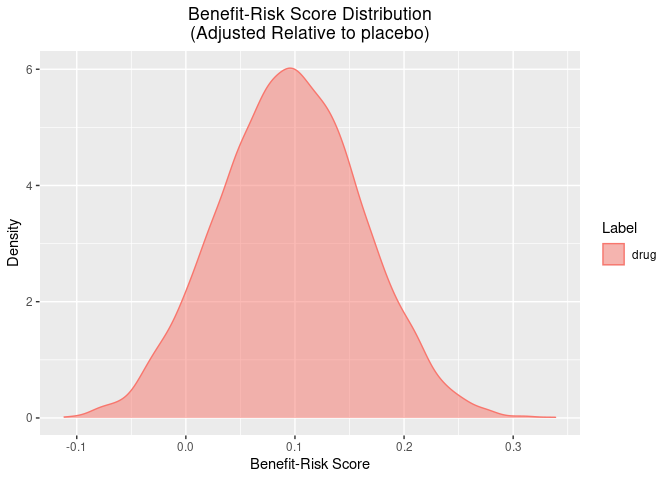 Benefit-Risk Score Distribution
(Adjusted Relative to placebo)
6
4
2
0
Density
-0.1
0.0
0.1
0.2
0.3
Benefit-Risk Score
Label
drug